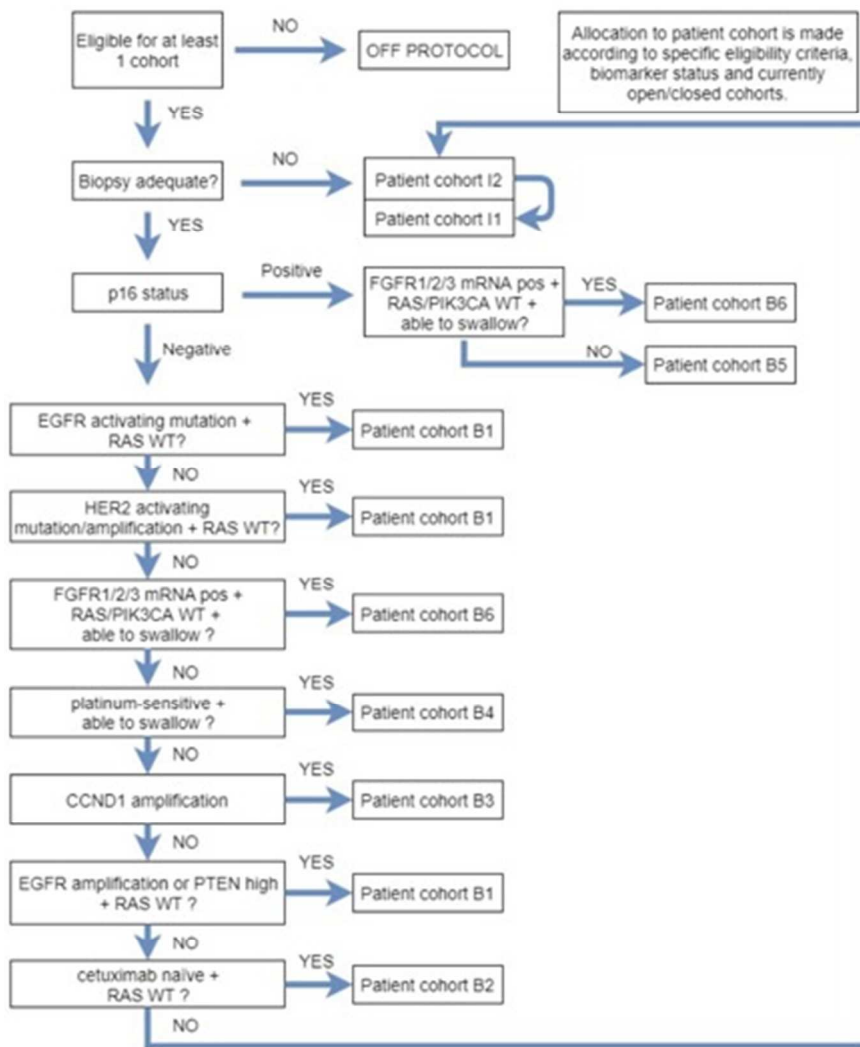 Eligible for at least
1 cohort
NO
OFF PROTOCOL
Allocation to patient cohort is made
according to specific eligibility criteria,
biomarker status and currently
open/closed cohorts.
YES
Biopsy adequate?
NO
Patient cohort I2
Patient cohort I1
YES
p16 status
Positive
FGFR1/2/3 mRNA pos +
RAS/PIK3CA WT +
able to swallow?
YES
Patient cohort B6
NO
Patient cohort B5
Negative
EGFR activating mutation +
RAS WT?
YES
Patient cohort B1
NO
HER2 activating
mutation/amplification + RAS WT?
YES
Patient cohort B1
NO
FGFR1/2/3 mRNA pos +
RAS/PIK3CA WT +
able to swallow ?
YES
Patient cohort B6
NO
platinum-sensitive +
able to swallow ?
YES
Patient cohort B4
NO
CCND1 amplification
YES
Patient cohort B3
NO
EGFR amplification or PTEN high
+ RAS WT ?
YES
Patient cohort B1
NO
cetuximab naïve +
RAS WT ?
YES
Patient cohort B2
NO